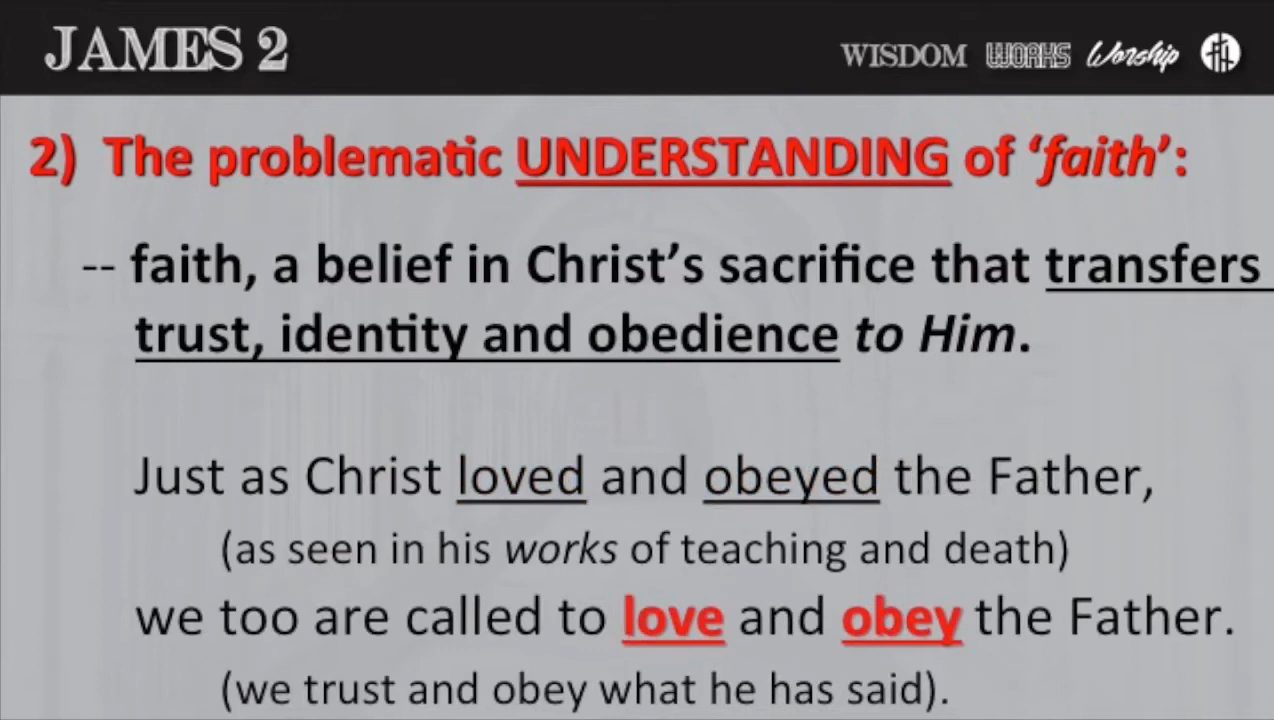 JAMES 2
WISDOM WORKS Worship
2) The problematic UNDERSTANDING of ‘faith’:
-- faith, a belief in Christ’s sacrifice that transfers
trust, identity and obedience to Him.
Just as Christ loved and obeyed the Father,
(as seen in his works of teaching and death)
we too are called to love and obey the Father.
(we trust and obey what he has said).